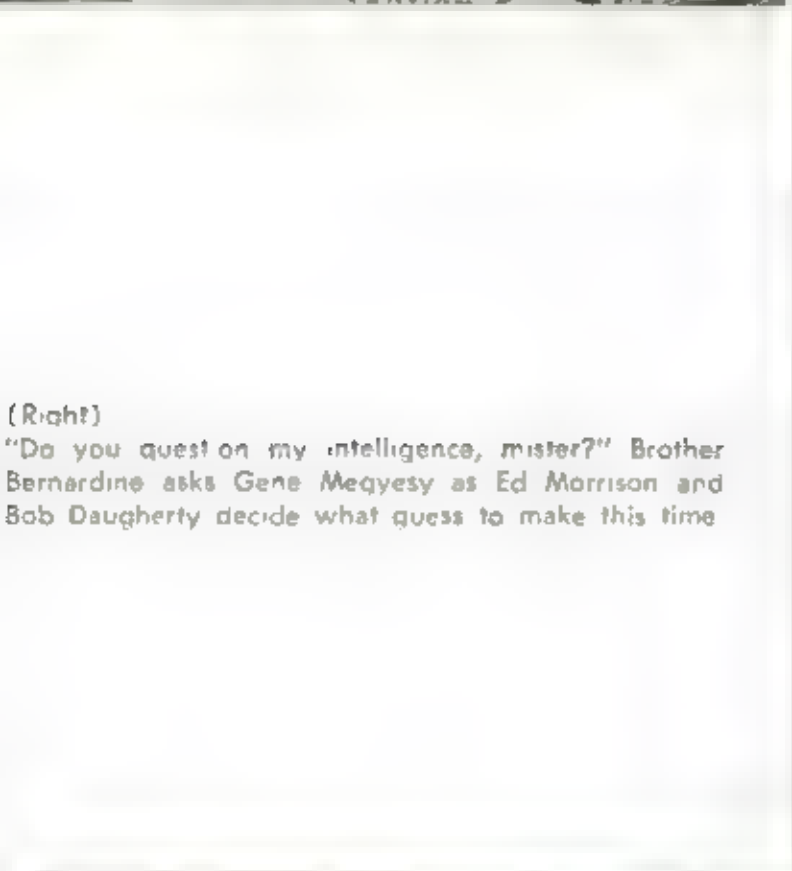 (Right)
"Do you question my intelligence, mister?" Brother
Bernardine asks Gene Megyesy as Ed Morrison and
Bob Daugherty decide what guess to make this time